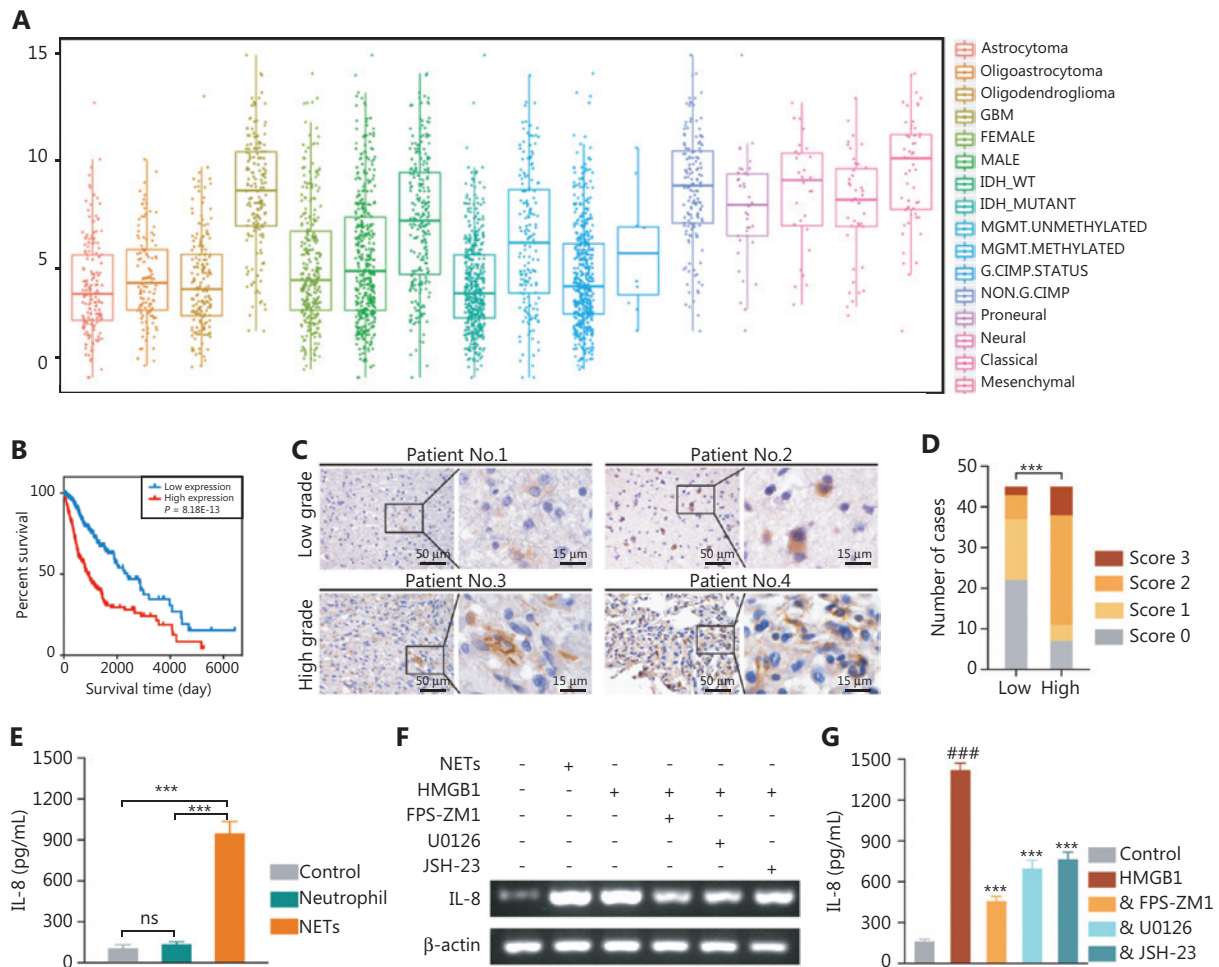 A
15
10
5
0
Astrocytoma
Oligoastrocytoma
Oligodendroglioma
GBM
FEMALE
MALE
IDH_WT
IDH_MUTANT
MGMT.UNMETHYLATED
MGMT.METHYLATED
G.CIMP.STATUS
NON.G.CIMP
Proneural
Neural
Classical
Mesenchymal
B
Percent survival
100
50
0
Low expression
High expression
P = 8.18E-13
0 2000 4000 6000
Survival time (day)
C
Patient No.1 Patient No.2
Low grade
50 μm 15 μm 50 μm 15 μm
Patient No.3 Patient No.4
High grade
50 μm 15 μm 50 μm 15 μm
D
Number of cases
50
40
30
20
10
0
***
Low High
Score 3
Score 2
Score 1
Score 0
E
IL-8 (pg/mL)
1500
1200
900
600
300
0
***
***
ns
Control
Neutrophil
NETs
F
NETs - + - - - -
HMGB1 - - + + + +
FPS-ZM1 - - - + - -
U0126 - - - - + -
JSH-23 - - - - - +
IL-8
β-actin
G
IL-8 (pg/mL)
1500
1200
900
600
300
0
###
***
***
***
Control
HMGB1
& FPS-ZM1
& U0126
& JSH-23